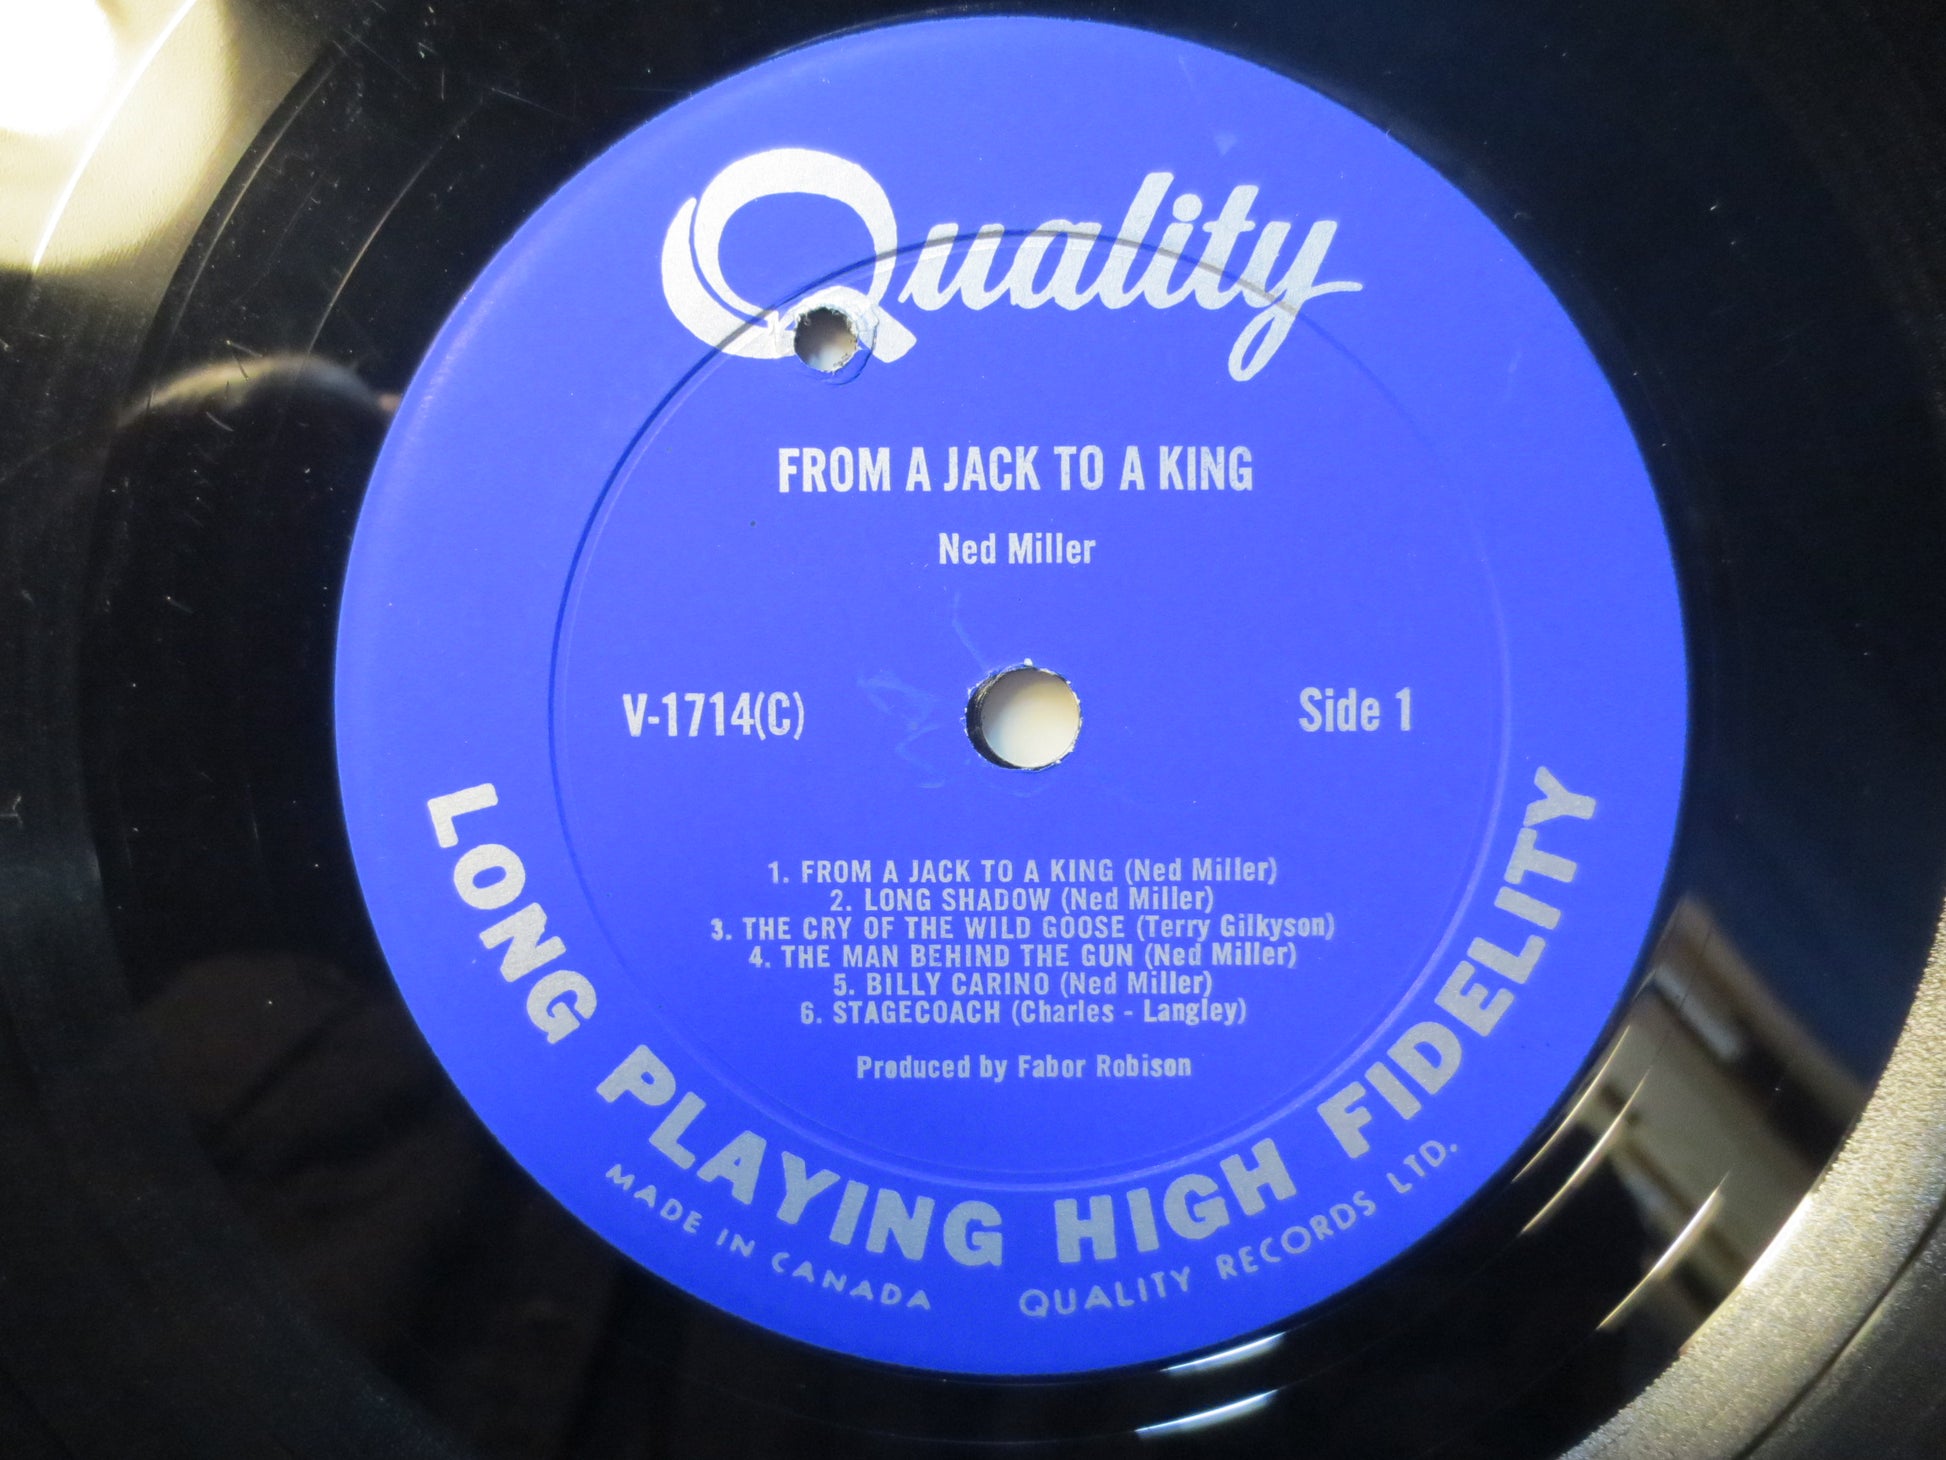 Quality
FROM A JACK TO A KING
Ned Miller
V-1714(C)
Side 1
1. FROM A JACK TO A KING (Ned Miller)
2. LONG SHADOW (Ned Miller)
3. THE CRY OF THE WILD GOOSE (Terry Gilkyson)
4. THE MAN BEHIND THE GUN (Ned Miller)
5. BILLY CARINO (Ned Miller)
6. STAGECOACH (Charles - Langley)
Produced by Fabor Robison
LONG PLAYING HIGH FIDELITY
MADE IN CANADA QUALITY RECORDS LTD.